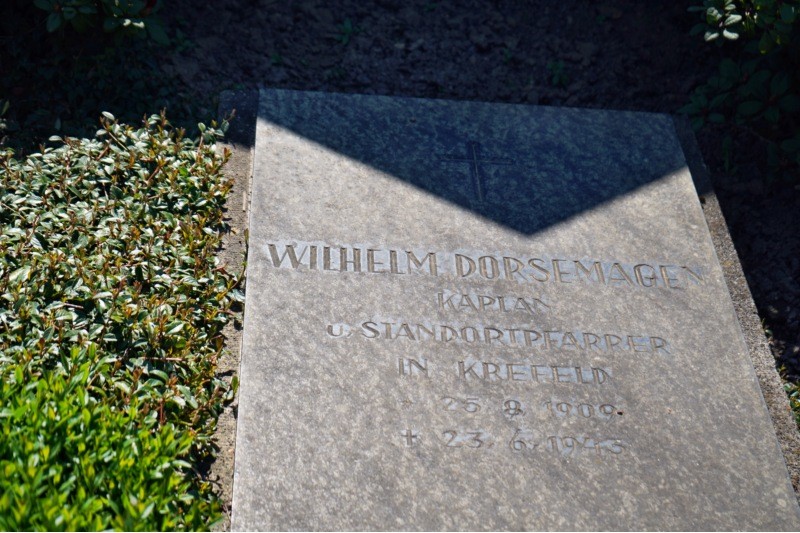 WILHELM DORSEMAGEN
KAPLAN
U. STANDORTPFARRER
IN KREFELD
* 25. 8. 1909
† 23. 6. 1943